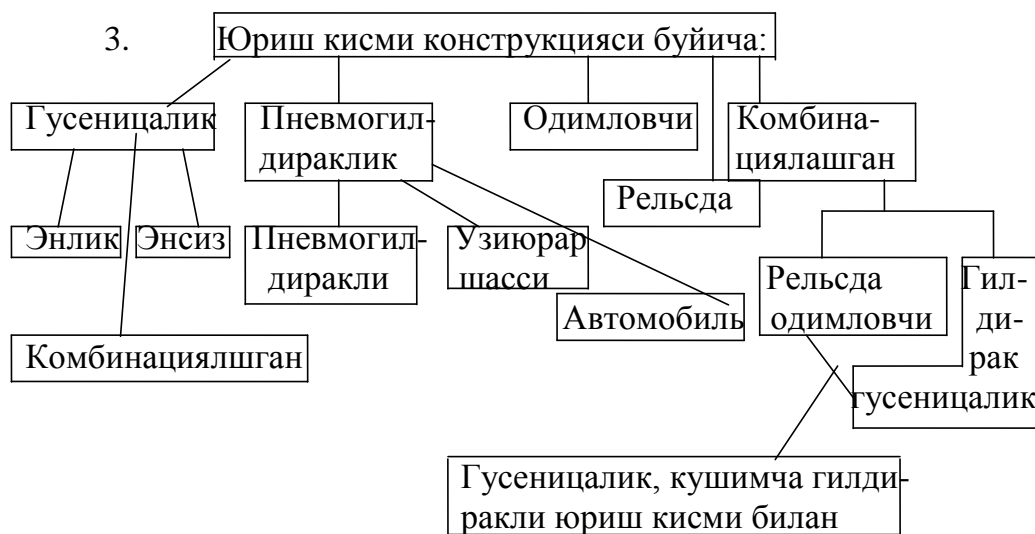 3. Юриш кисми конструкцияси буйича:
Гусеницалик
Пневмогил-
дираклик
Одимловчи
Комбина-
циялашган
Рельсда
Энлик
Энсиз
Пневмогил-
диракли
Узиюрар
шасси
Автомобиль
Рельсда
одимловчи
Гил-
ди-
рак
гусеницалик
Комбинациялшган
Гусеницалик, кушимча гилди-
ракли юриш кисми билан